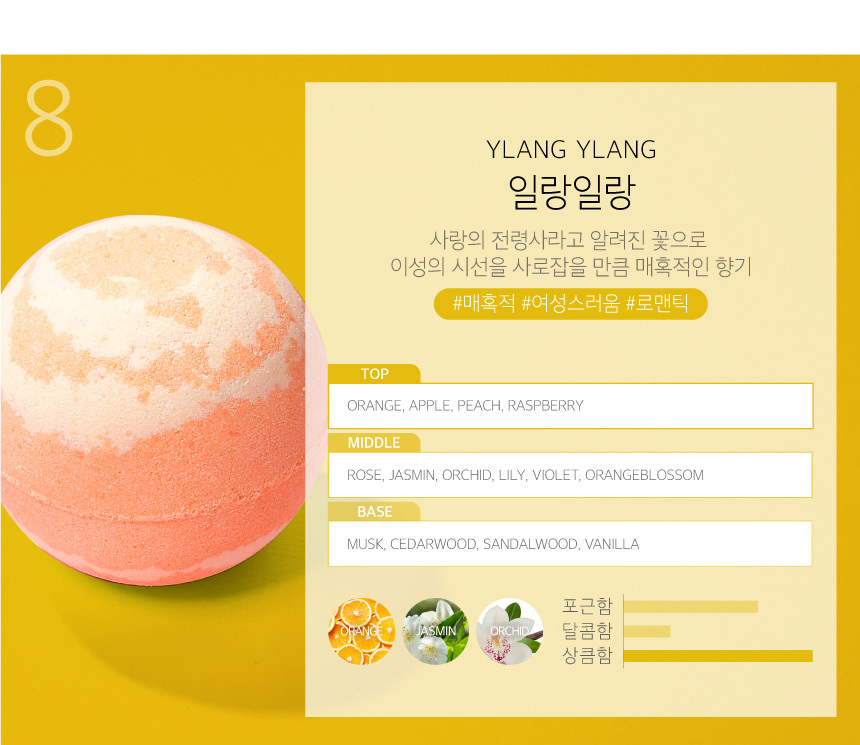 8
YLANG YLANG
일랑일랑
사랑의 전령사라고 알려진 꽃으로
이성의 시선을 사로잡을 만큼 매혹적인 향기
#매혹적 #여성스러움 #로맨틱
TOP
ORANGE, APPLE, PEACH, RASPBERRY
MIDDLE
ROSE, JASMIN, ORCHID, LILY, VIOLET, ORANGEBLOSSOM
BASE
MUSK, CEDARWOOD, SANDALWOOD, VANILLA
ORANGE JASMIN ORCHID
포근함
달콤함
상큼함